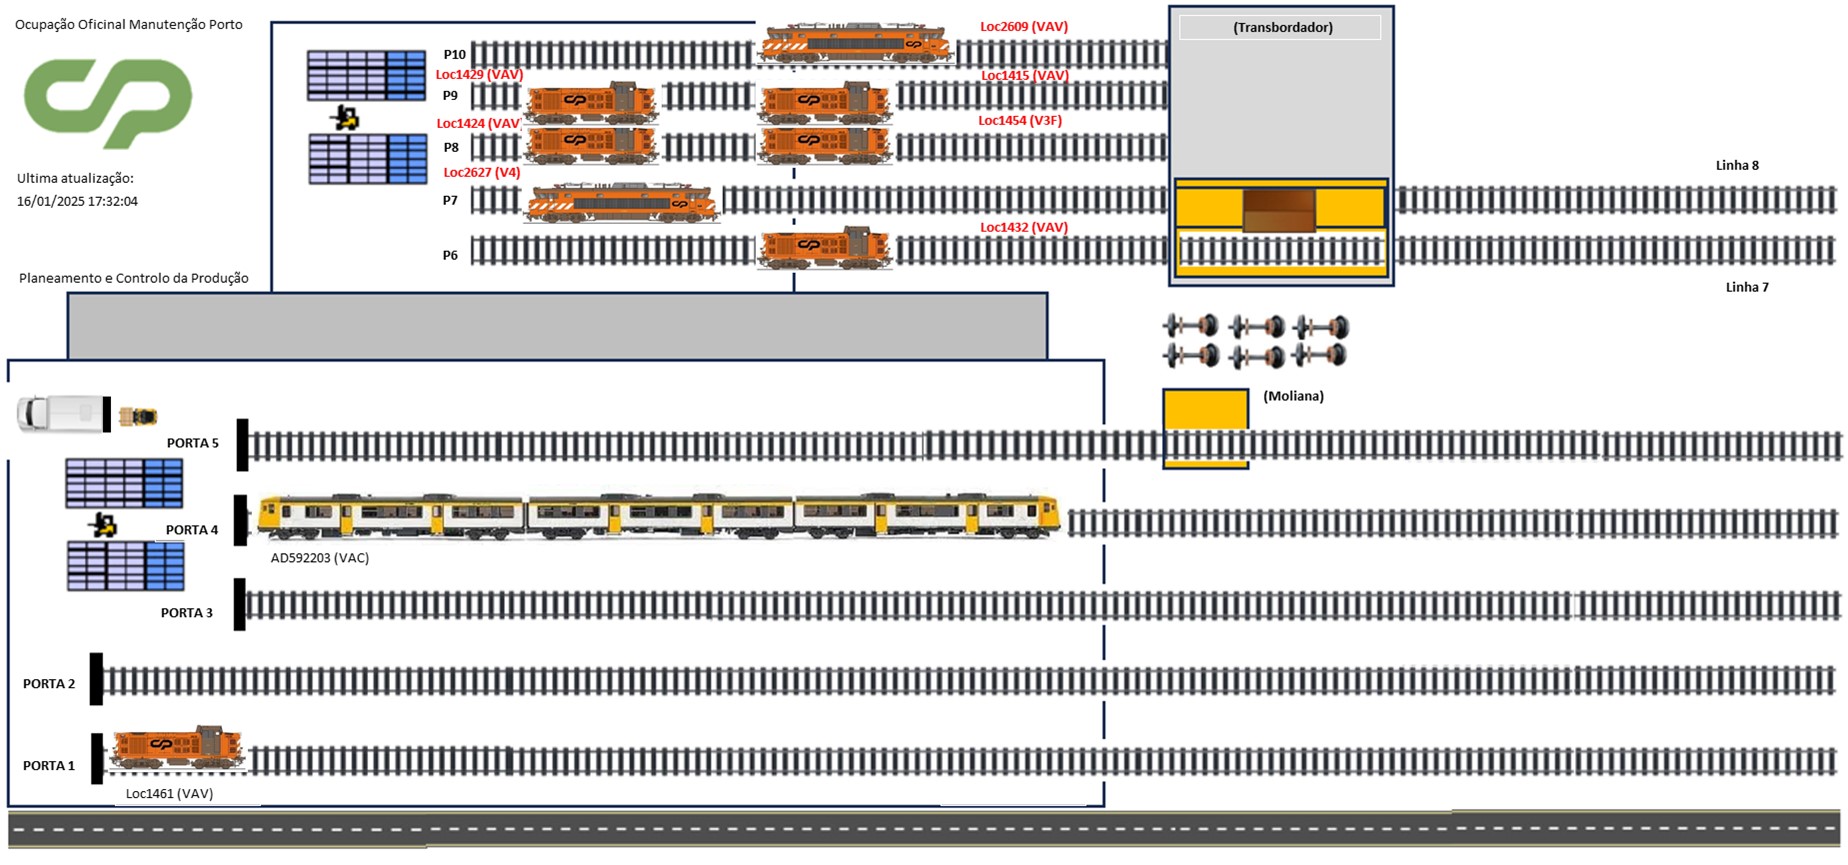 Ocupação Oficinal Manutenção Porto
Loc2609 (VAV)
(Transbordador)
P10
Loc1429 (VAV)
Loc1415 (VAV)
P9
Loc1424 (VAV)
Loc1454 (V3F)
P8
Loc2627 (V4)
Linha 8
Ultima atualização:
16/01/2025 17:32:04
P7
Loc1432 (VAV)
P6
Planeamento e Controlo da Produção
Linha 7
(Moliana)
PORTA 5
PORTA 4
AD592203 (VAC)
PORTA 3
PORTA 2
PORTA 1
Loc1461 (VAV)